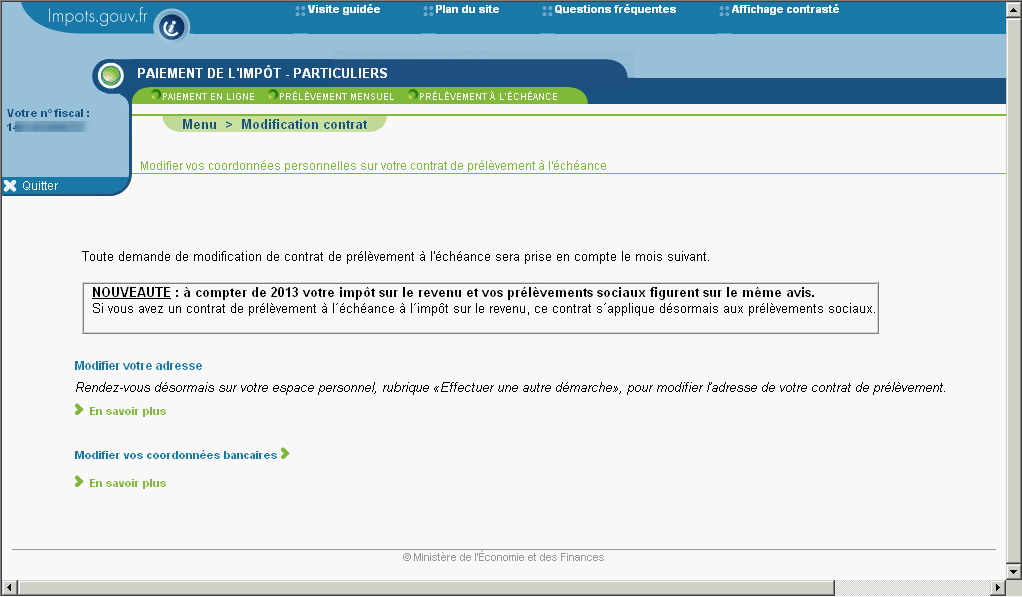 Impots.gouv.fr
Visite guidée
Plan du site
Questions fréquentes
Affichage contrasté
PAIEMENT DE L'IMPÔT - PARTICULIERS
PAIEMENT EN LIGNE
PRÉLÈVEMENT MENSUEL
PRÉLÈVEMENT À L'ÉCHÉANCE
Votre n° fiscal :
Menu > Modification contrat
Modifier vos coordonnées personnelles sur votre contrat de prélèvement à l'échéance
Quitter
Toute demande de modification de contrat de prélèvement à l'échéance sera prise en compte le mois suivant.
NOUVEAUTE : à compter de 2013 votre impôt sur le revenu et vos prélèvements sociaux figurent sur le même avis.
Si vous avez un contrat de prélèvement à l´échéance à l´impôt sur le revenu, ce contrat s´applique désormais aux prélèvements sociaux.
Modifier votre adresse
Rendez-vous désormais sur votre espace personnel, rubrique «Effectuer une autre démarche», pour modifier l'adresse de votre contrat de prélèvement.
En savoir plus
Modifier vos coordonnées bancaires
En savoir plus
© Ministère de l'Économie et des Finances